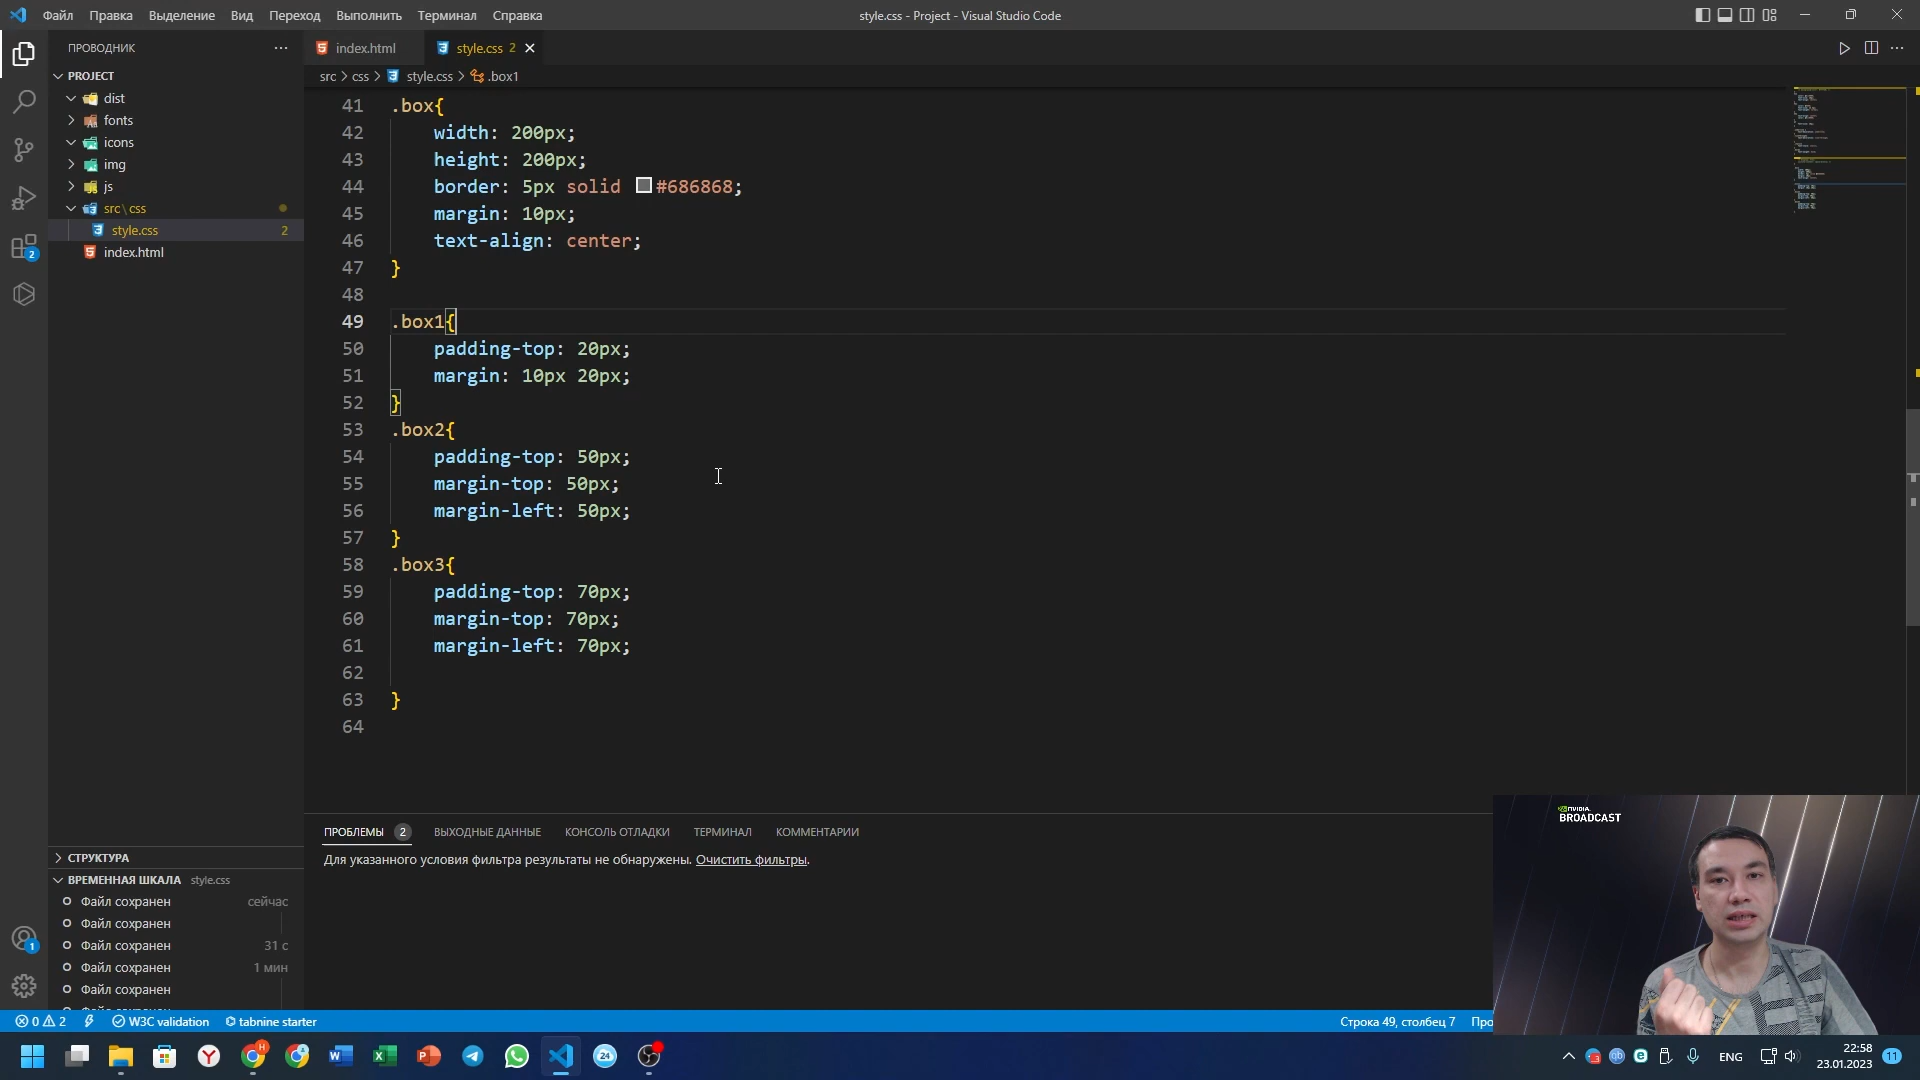 Файл Правка Выделение Вид Переход Выполнить Терминал Справка
style.css - Project - Visual Studio Code
ПРОВОДНИК
PROJECT
dist
fonts
icons
img
js
src\css
style.css 2
index.html
index.html
style.css 2
src > css > style.css > .box1
41 .box{
42 width: 200px;
43 height: 200px;
44 border: 5px solid #686868;
45 margin: 10px;
46 text-align: center;
47 }
48
49 .box1{
50 padding-top: 20px;
51 margin: 10px 20px;
52 }
53 .box2{
54 padding-top: 50px;
55 margin-top: 50px;
56 margin-left: 50px;
57 }
58 .box3{
59 padding-top: 70px;
60 margin-top: 70px;
61 margin-left: 70px;
62
63 }
64
ПРОБЛЕМЫ 2 ВЫХОДНЫЕ ДАННЫЕ КОНСОЛЬ ОТЛАДКИ ТЕРМИНАЛ КОММЕНТАРИИ
Для указанного условия фильтра результаты не обнаружены. Очистить фильтры.
СТРУКТУРА
ВРЕМЕННАЯ ШКАЛА style.css
Файл сохранен сейчас
Файл сохранен
Файл сохранен 31 с
Файл сохранен 1 мин
Файл сохранен
2
1
NVIDIA.
BROADCAST
0 2 W3C validation tabnine starter
Строка 49, столбец 7 Про
24
ENG
22:58
23.01.2023
11